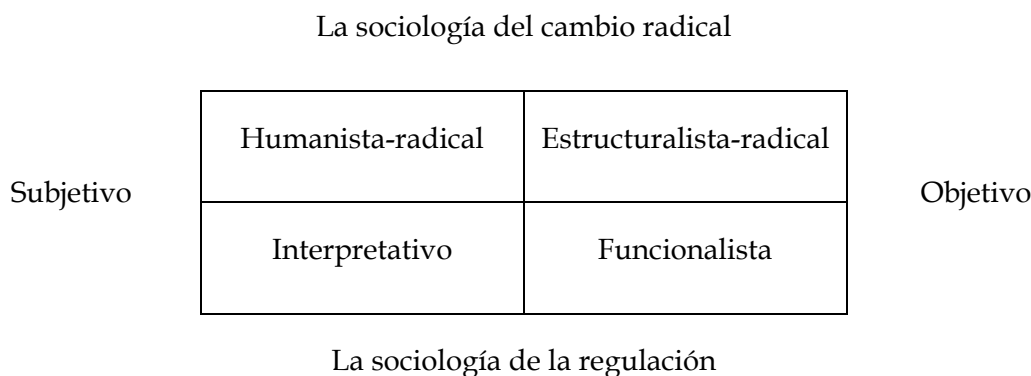 La sociología del cambio radical
Humanista-radical Estructuralista-radical
Subjetivo Objetivo
Interpretativo Funcionalista
La sociología de la regulación